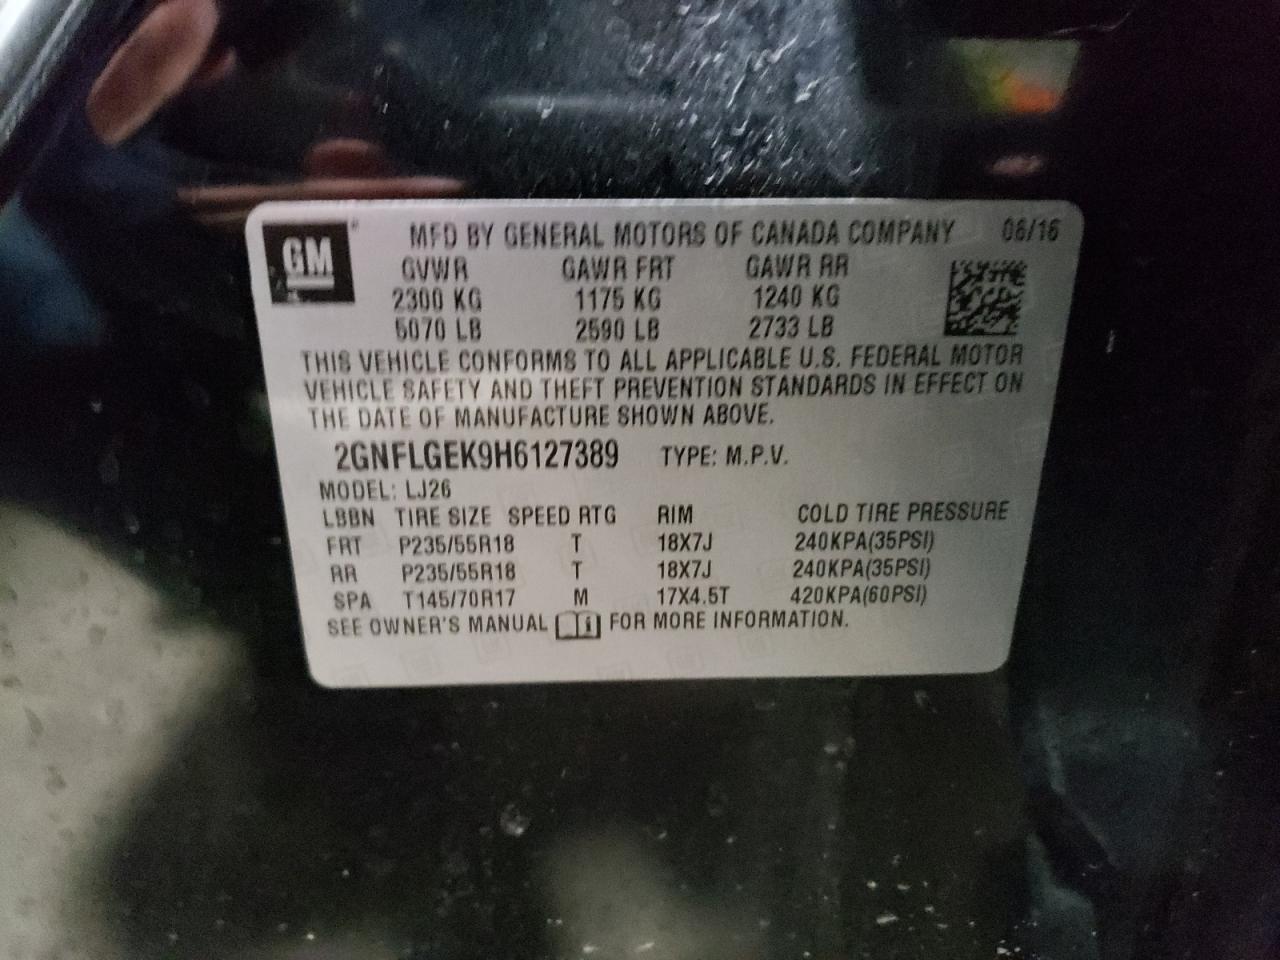 GM ® MFD BY GENERAL MOTORS OF CANADA COMPANY 06/16
GVWR GAWR FRT GAWR RR
2300 KG 1175 KG 1240 KG
5070 LB 2590 LB 2733 LB
THIS VEHICLE CONFORMS TO ALL APPLICABLE U.S. FEDERAL MOTOR
VEHICLE SAFETY AND THEFT PREVENTION STANDARDS IN EFFECT ON
THE DATE OF MANUFACTURE SHOWN ABOVE.
2GNFLGEK9H6127389 TYPE: M.P.V.
MODEL: LJ26
LBBN TIRE SIZE SPEED RTG RIM COLD TIRE PRESSURE
FRT P235/55R18 T 18X7J 240KPA(35PSI)
RR P235/55R18 T 18X7J 240KPA(35PSI)
SPA T145/70R17 M 17X4.5T 420KPA(60PSI)
SEE OWNER'S MANUAL i FOR MORE INFORMATION.